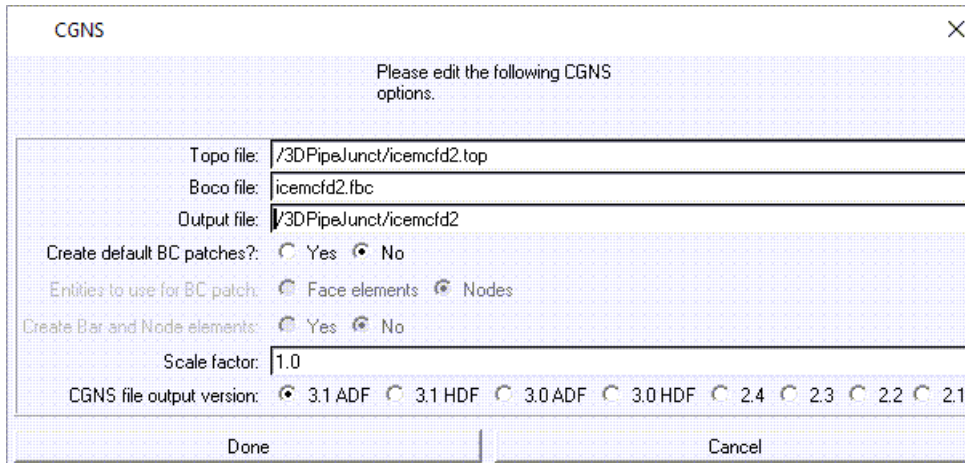 CGNS
Please edit the following CGNS
options.
Topo file: /3DPipeJunct/icemcfd2.top
Boco file: icemcfd2.fbc
Output file: /3DPipeJunct/icemcfd2
Create default BC patches?: Yes No
Entities to use for BC patch: Face elements Nodes
Create Bar and Node elements: Yes No
Scale factor: 1.0
CGNS file output version: 3.1 ADF 3.1 HDF 3.0 ADF 3.0 HDF 2.4 2.3 2.2 2.1
Done Cancel